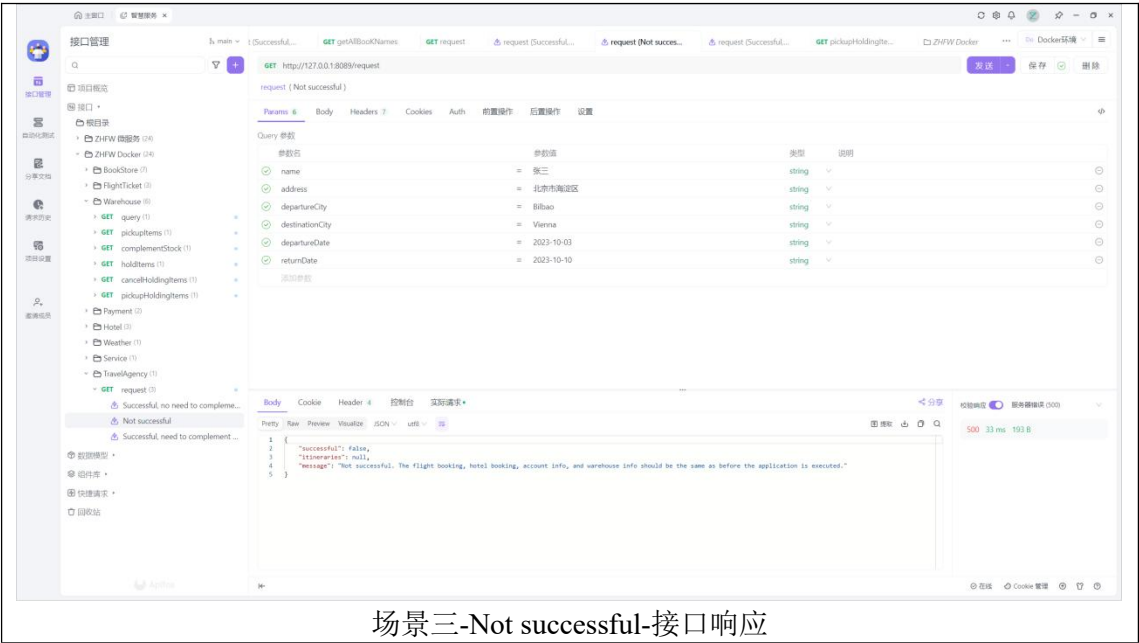 主窗口 智慧服务 ×
接口管理 main
t (Successful,... GET getAllBooKNames GET request request (Successful,... request (Not succes... request (Successful,... GET pickupHoldingIte... ZHFW Docker ... Docker环境
GET http://127.0.0.1:8089/request 发送 保存 删除
request ( Not successful )
Params 6 Body Headers 7 Cookies Auth 前置操作 后置操作 设置
Query 参数
参数名 参数值 类型 说明
name = 张三 string
address = 北京市海淀区 string
departureCity = Bilbao string
destinationCity = Vienna string
departureDate = 2023-10-03 string
returnDate = 2023-10-10 string
添加参数
接口管理
自动化测试
分享文档
请求历史
项目设置
邀请成员
项目概览
接口
根目录
ZHFW 微服务 (24)
ZHFW Docker (24)
BookStore (7)
FlightTicket (3)
Warehouse (6)
GET query (1)
GET pickupItems (1)
GET complementStock (1)
GET holdItems (1)
GET cancelHoldingItems (1)
GET pickupHoldingItems (1)
Payment (2)
Hotel (3)
Weather (1)
Service (1)
TravelAgency (1)
GET request (3)
Successful, no need to compleme...
Not successful
Successful, need to complement ...
数据模型
组件库
快捷请求
回收站
Apifox
Body Cookie Header 4 控制台 实际请求 分享 校验响应 服务器错误 (500)
Pretty Raw Preview Visualize JSON utf8 提取 500 33 ms 193 B
1 {
2 "successful": false,
3 "itineraries": null,
4 "message": "Not successful. The flight booking, hotel booking, account info, and warehouse info should be the same as before the application is executed."
5 }
在线 Cookie 管理
场景三-Not successful-接口响应